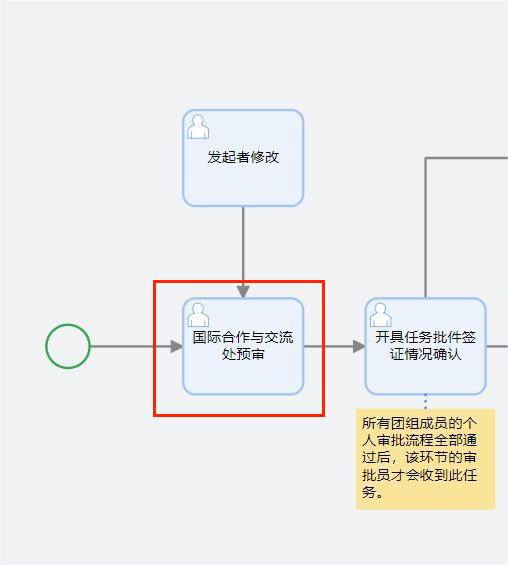 发起者修改
国际合作与交流
处预审
开具任务批件签
证情况确认
所有团组成员的个
人审批流程全部通
过后，该环节的审
批员才会收到此任
务。